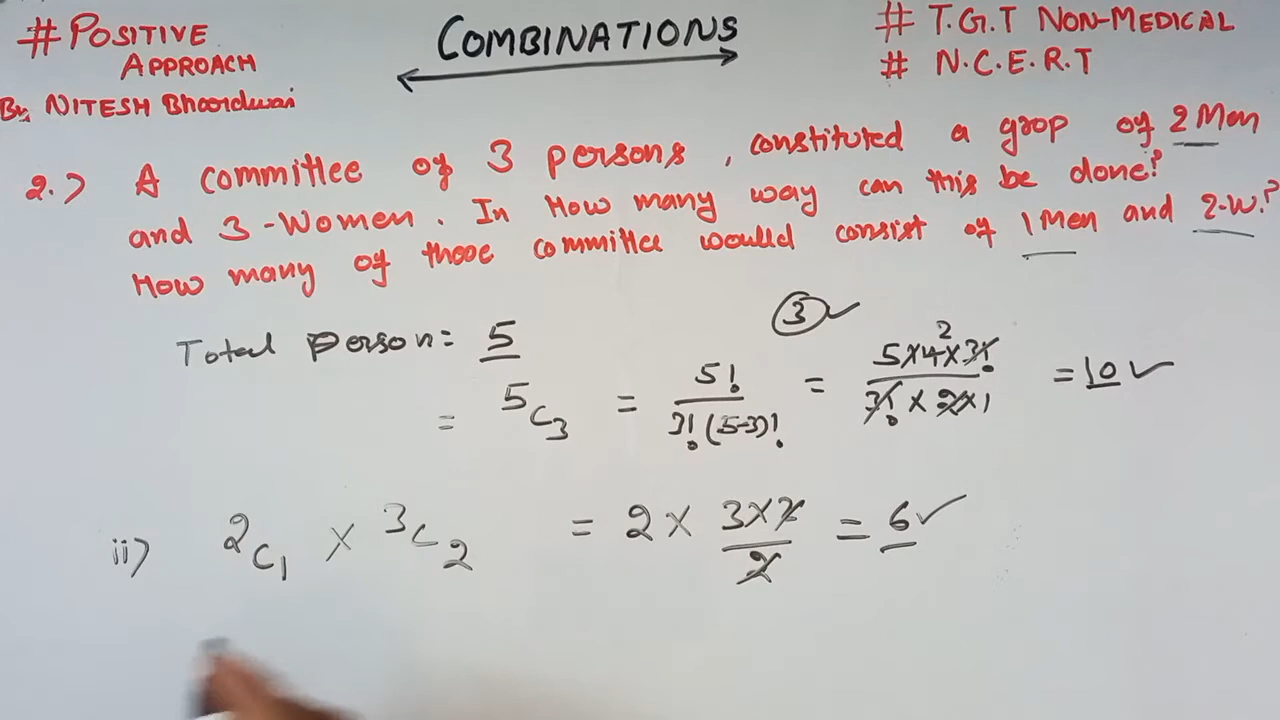 # POSITIVE
APPROACH
By NITESH Bhardwaj
COMBINATIONS
# T.G.T NON-MEDICAL
# N.C.E.R.T
2.> A committee of 3 persons, constituted a grop of 2 Men
and 3-Women. In How many way can this be done?
How many of those committee would consist of 1 Men and 2-W.?
Total person = 5
3 ✓
= 5C3 = 5! / 3!(5-3)! = 5×4×3! / 3!×2×1 = 10 ✓
2
ii) 2C1 × 3C2 = 2 × 3×2 / 2 = 6 ✓